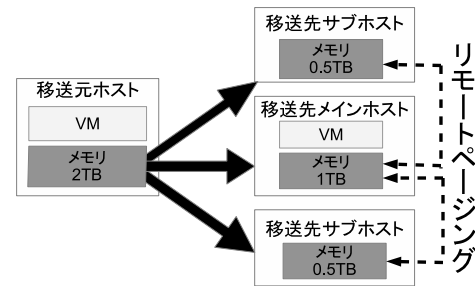 移送元ホスト
VM
メモリ
2TB
移送先サブホスト
メモリ
0.5TB
移送先メインホスト
VM
メモリ
1TB
移送先サブホスト
メモリ
0.5TB
リモートページング